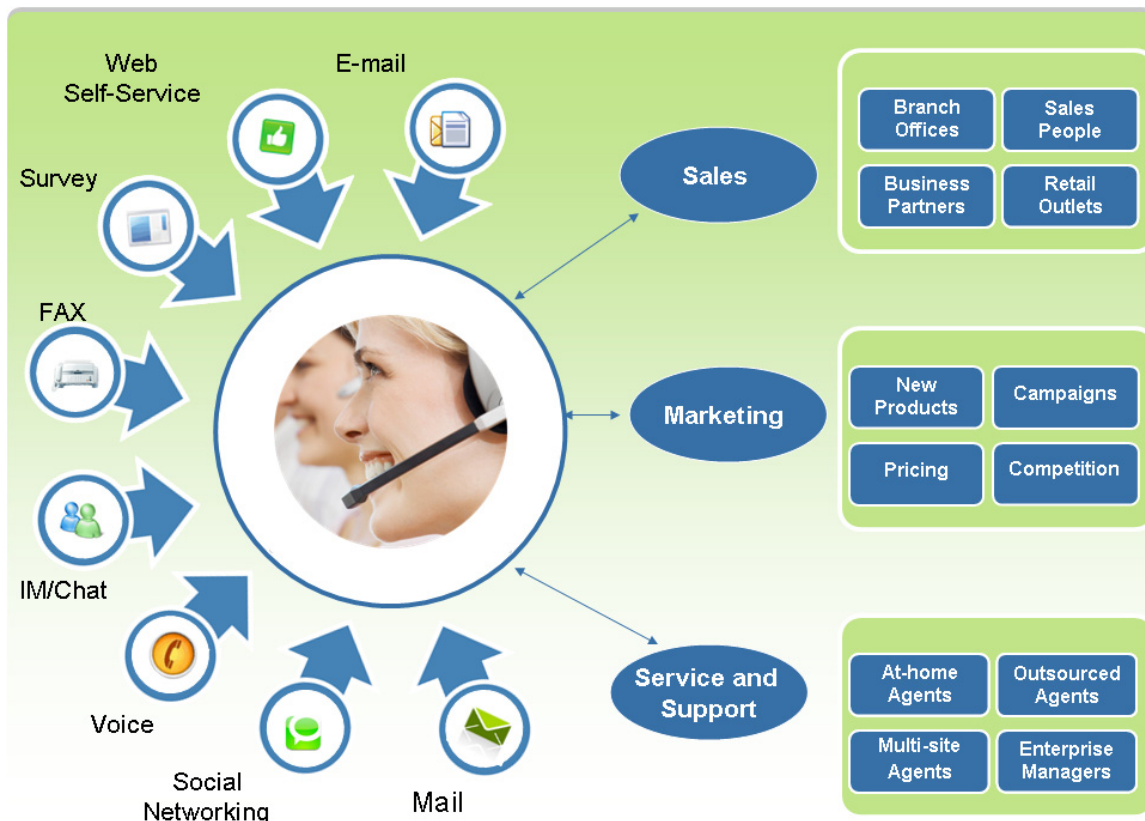 Web
Self-Service
E-mail
Survey
FAX
IM/Chat
Voice
Social
Networking
Mail
Sales
Branch
Offices
Sales
People
Business
Partners
Retail
Outlets
Marketing
New
Products
Campaigns
Pricing
Competition
Service and
Support
At-home
Agents
Outsourced
Agents
Multi-site
Agents
Enterprise
Managers